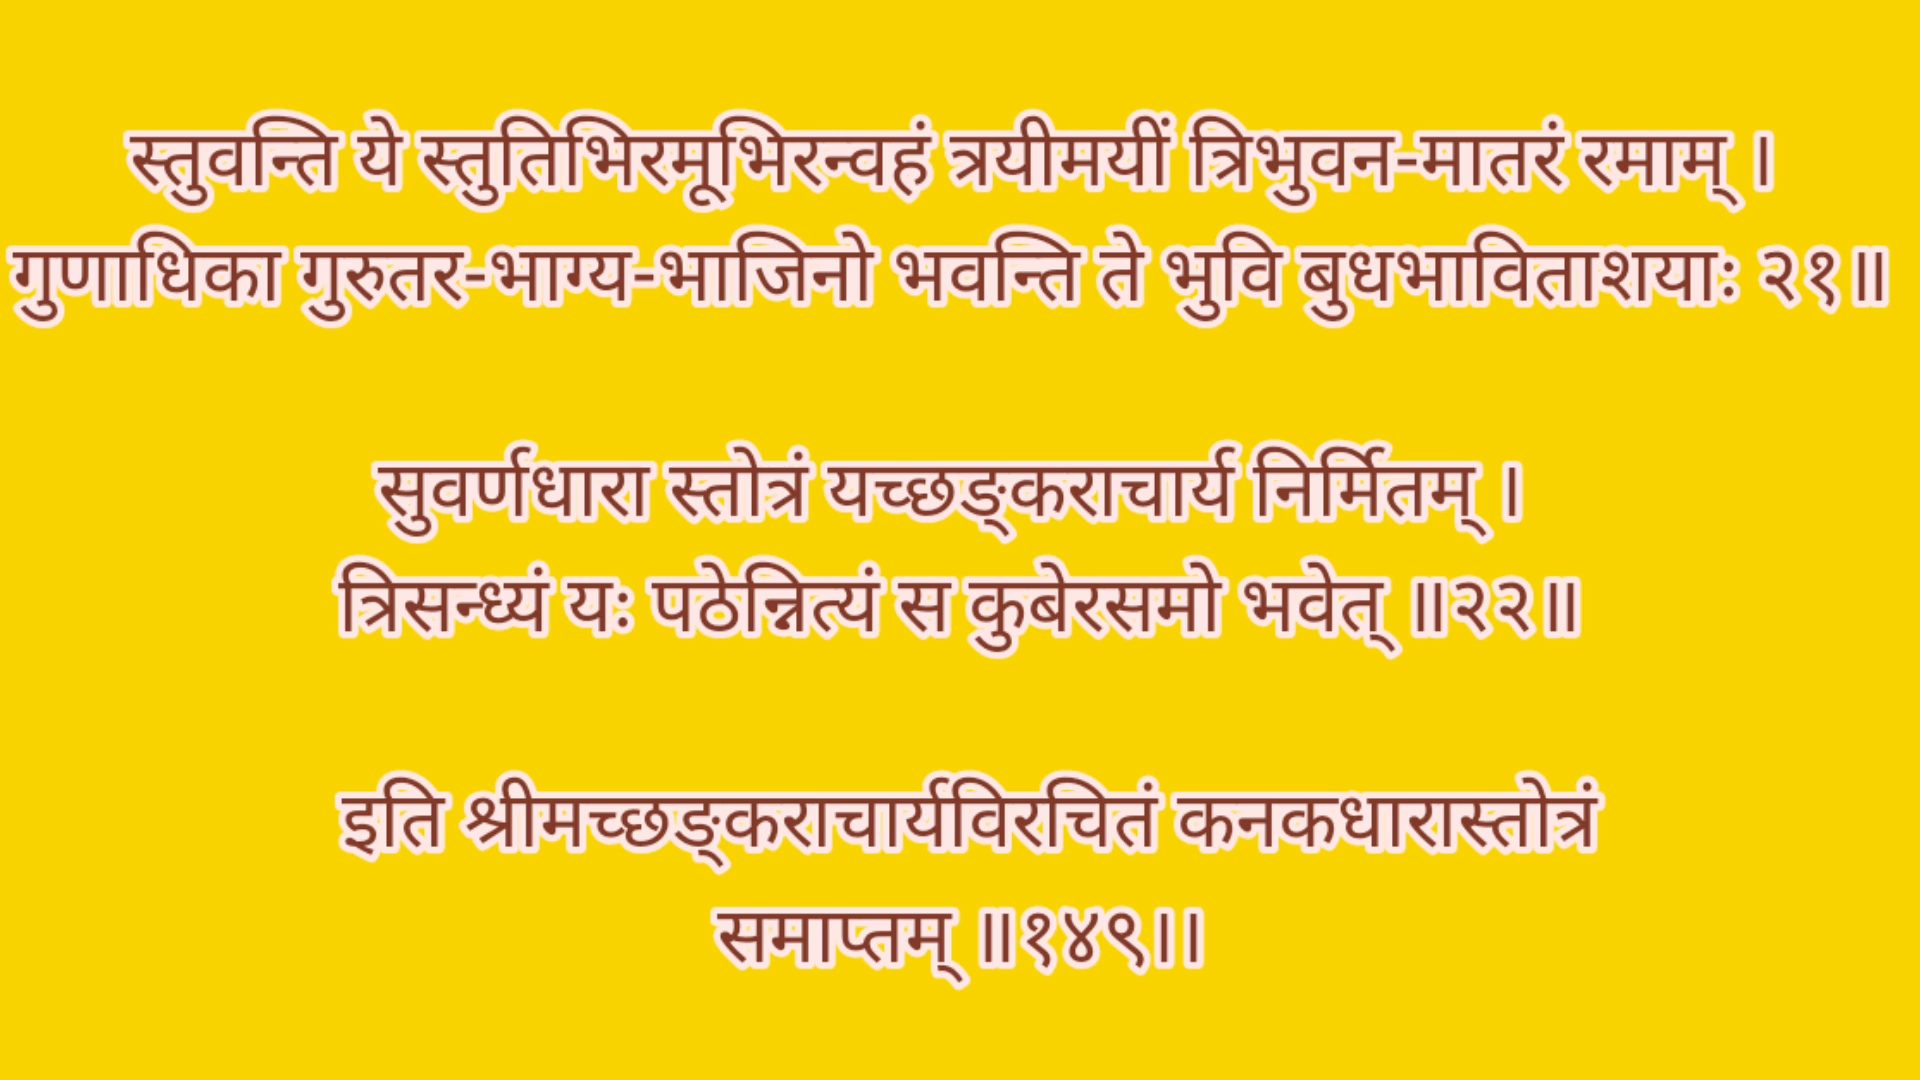 स्तुवन्ति ये स्तुतिभिरमूभिरन्वहं त्रयीमयीं त्रिभुवन-मातरं रमाम् ।
गुणाधिका गुरुतर-भाग्य-भाजिनो भवन्ति ते भुवि बुधभाविताशयाः २१॥
सुवर्णधारा स्तोत्रं यच्छङ्कराचार्य निर्मितम् ।
त्रिसन्ध्यं यः पठेन्नित्यं स कुबेरसमो भवेत् ॥२२॥
इति श्रीमच्छङ्कराचार्यविरचितं कनकधारास्तोत्रं
समाप्तम् ॥१४९।।